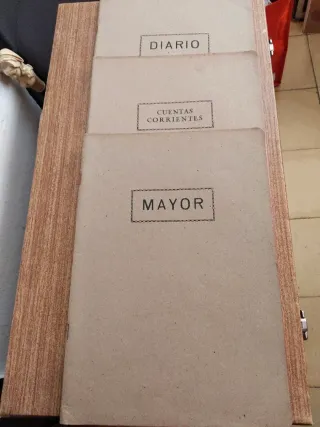 DIARIO
CUENTAS
CORRIENTES
MAYOR